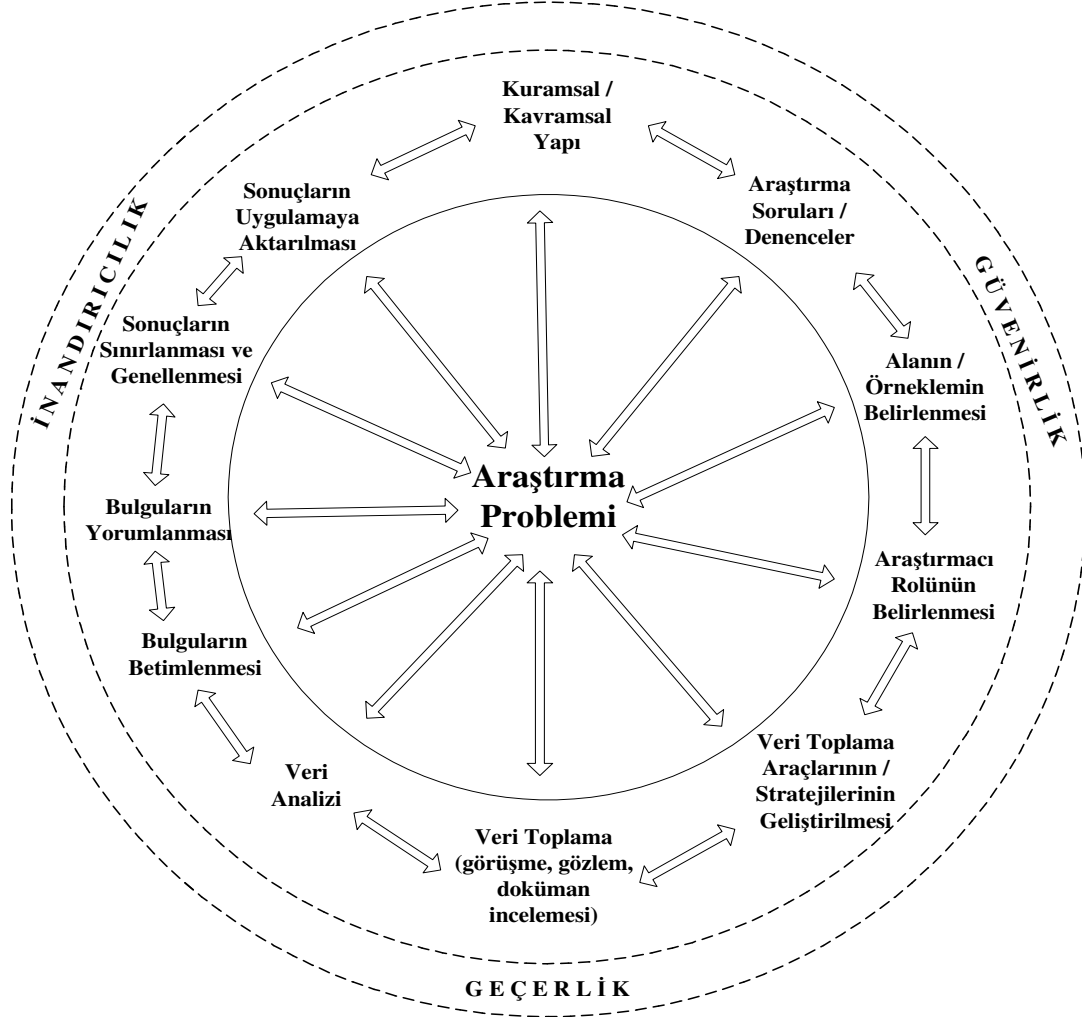 Kuramsal /
Kavramsal
Yapı
Araştırma
Soruları /
Denenceler
Alanın /
Örneklemin
Belirlenmesi
Araştırmacı
Rolünün
Belirlenmesi
Veri Toplama
Araçlarının /
Stratejilerinin
Geliştirilmesi
Veri Toplama
(görüşme, gözlem,
doküman
incelemesi)
Veri
Analizi
Bulguların
Betimlenmesi
Bulguların
Yorumlanması
Sonuçların
Sınırlanması ve
Genellenmesi
Sonuçların
Uygulamaya
Aktarılması
Araştırma
Problemi
İNANDIRICILIK
GÜVENİRLİK
GEÇERLİK